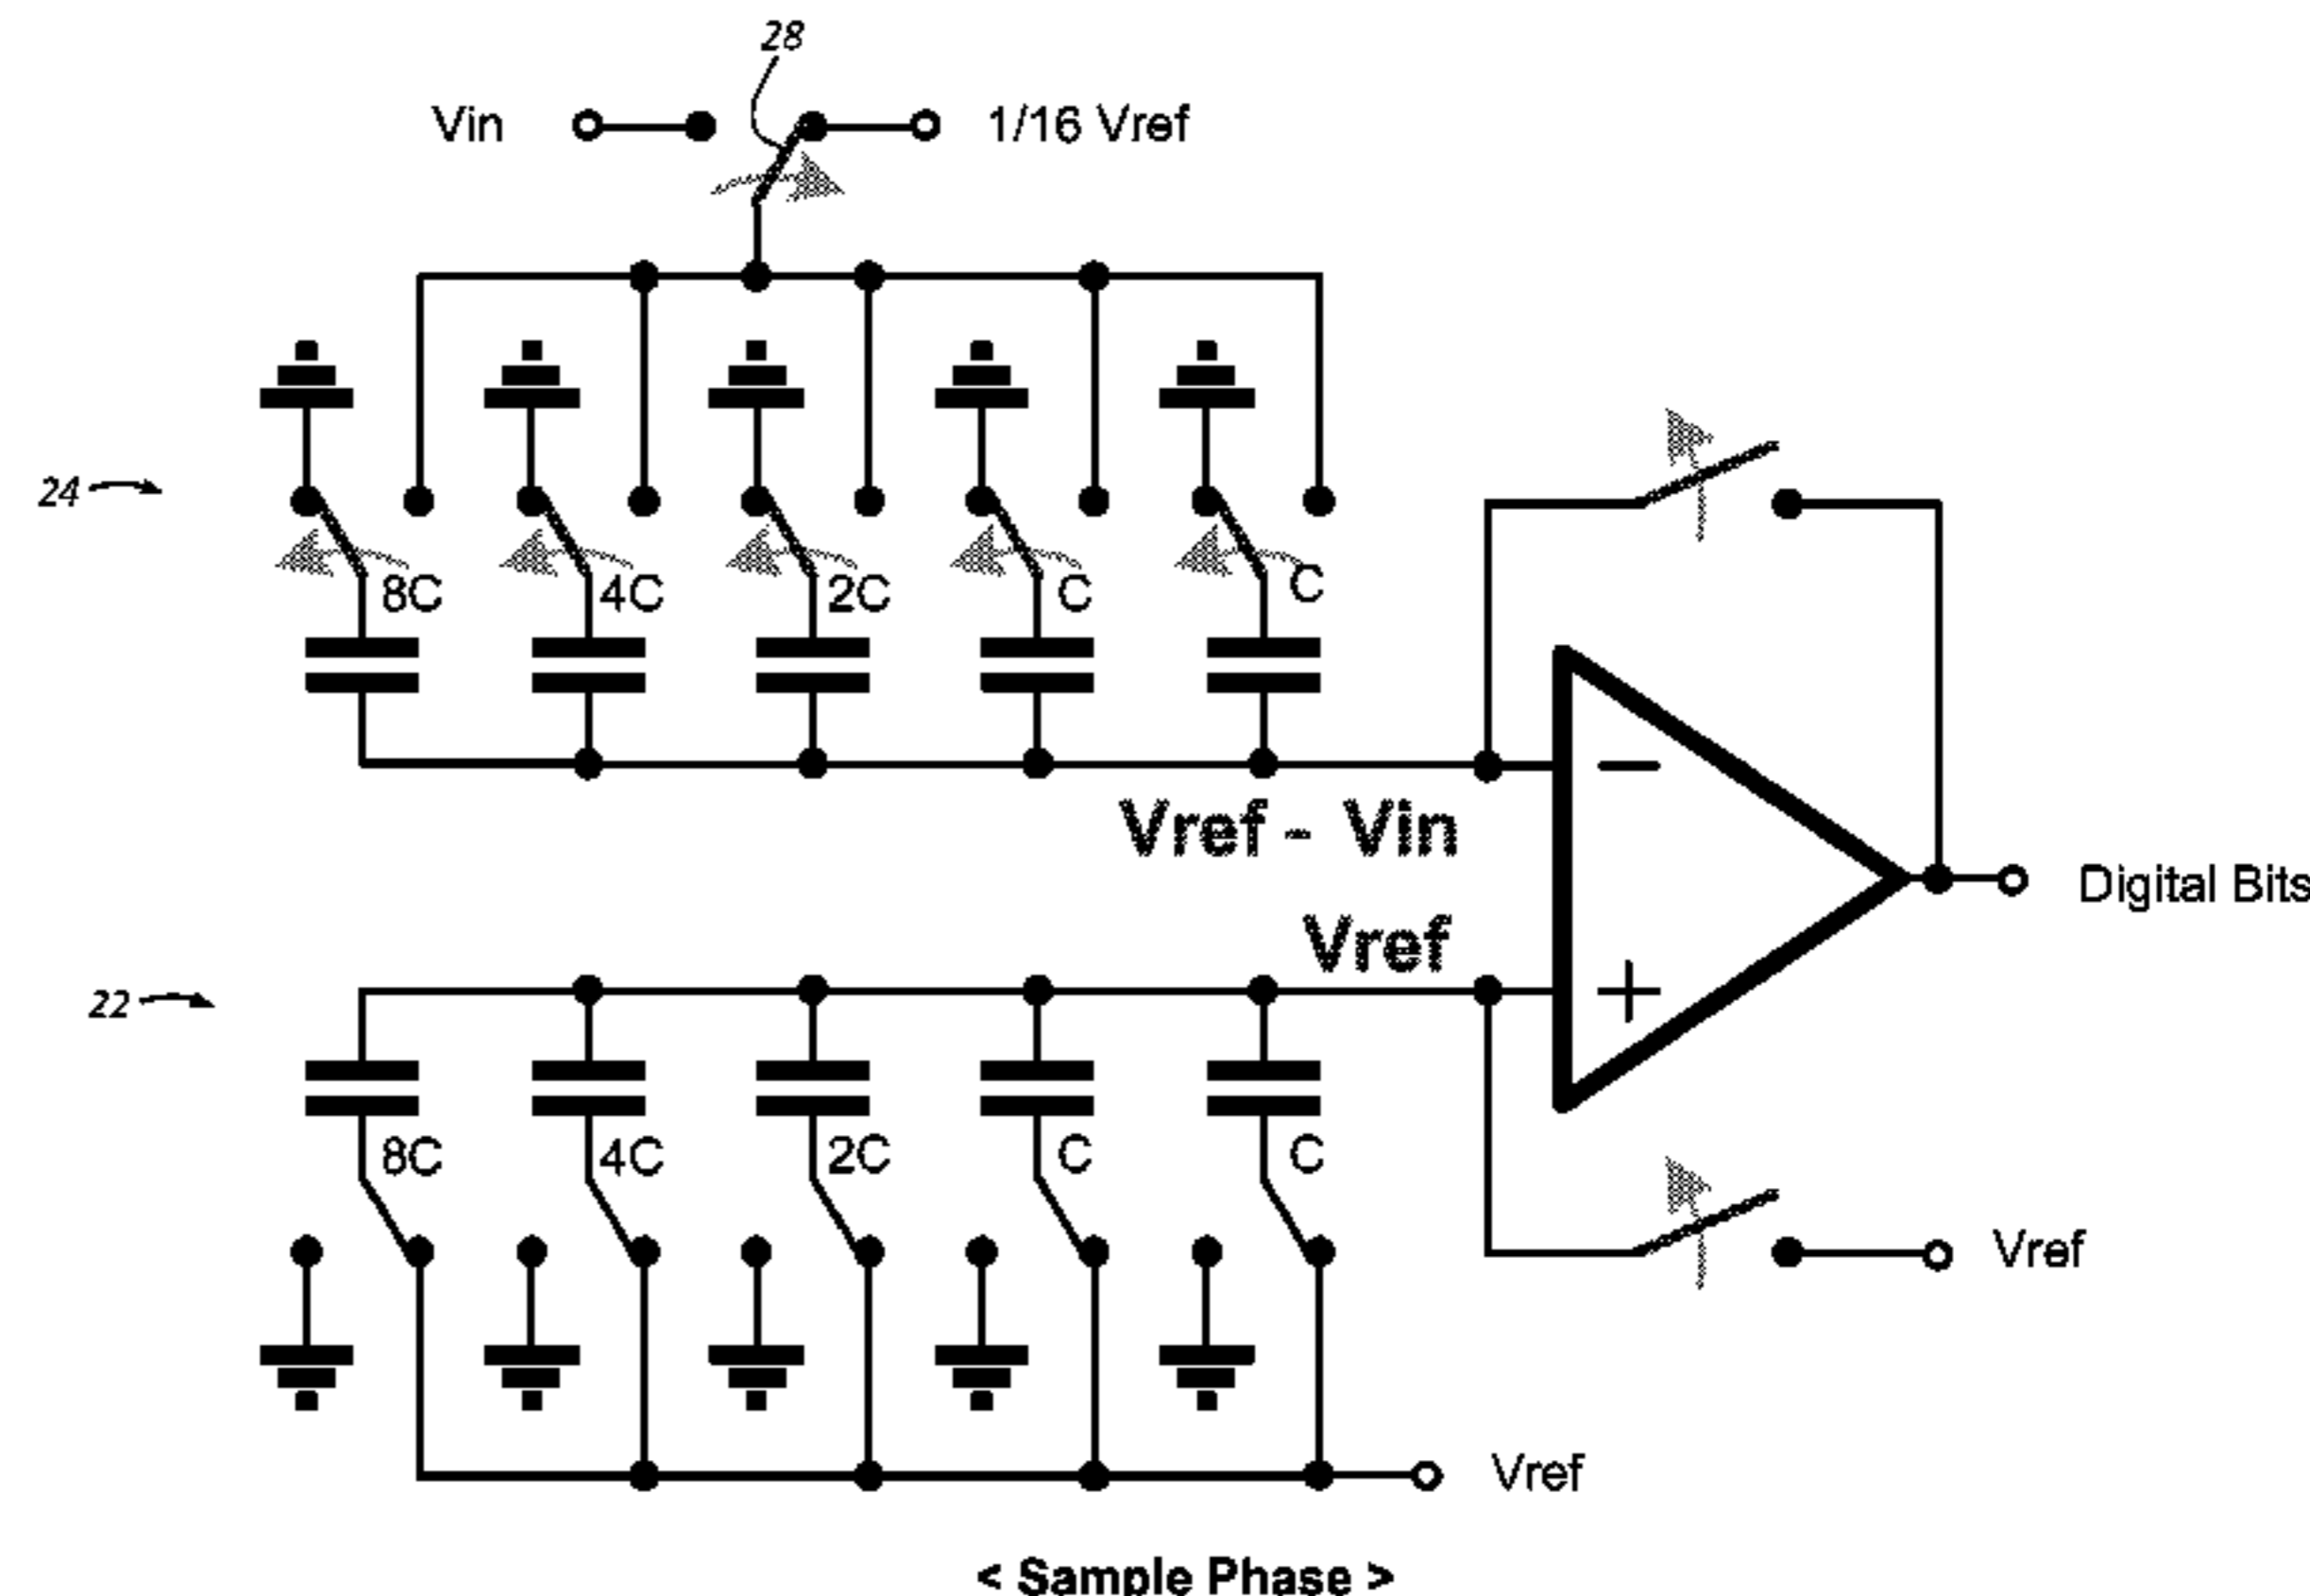 28
Vin 1/16 Vref
24
8C 4C 2C C C
−
Vref - Vin
Digital Bits
Vref
+
22
8C 4C 2C C C
Vref
Vref
< Sample Phase >